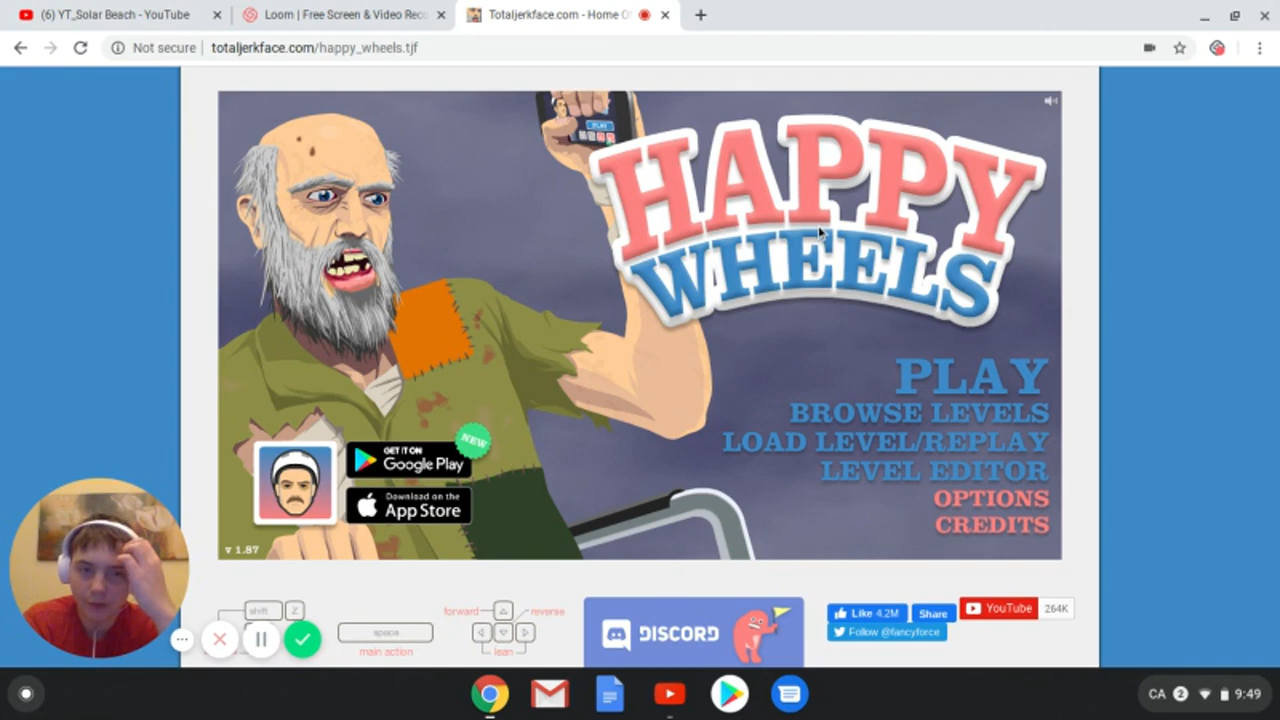 (6) YT_Solar Beach - YouTube
Loom | Free Screen & Video Reco
Totaljerkface.com - Home O
Not secure
totaljerkface.com/happy_wheels.tjf
HAPPY
WHEELS
PLAY
BROWSE LEVELS
LOAD LEVEL/REPLAY
LEVEL EDITOR
OPTIONS
CREDITS
NEW
GET IT ON
Google Play
Download on the
App Store
v 1.87
shift
Z
space
main action
forward
reverse
lean
DISCORD
Like 4.2M
Share
YouTube
264K
Follow @fancyforce
CA
2
9:49